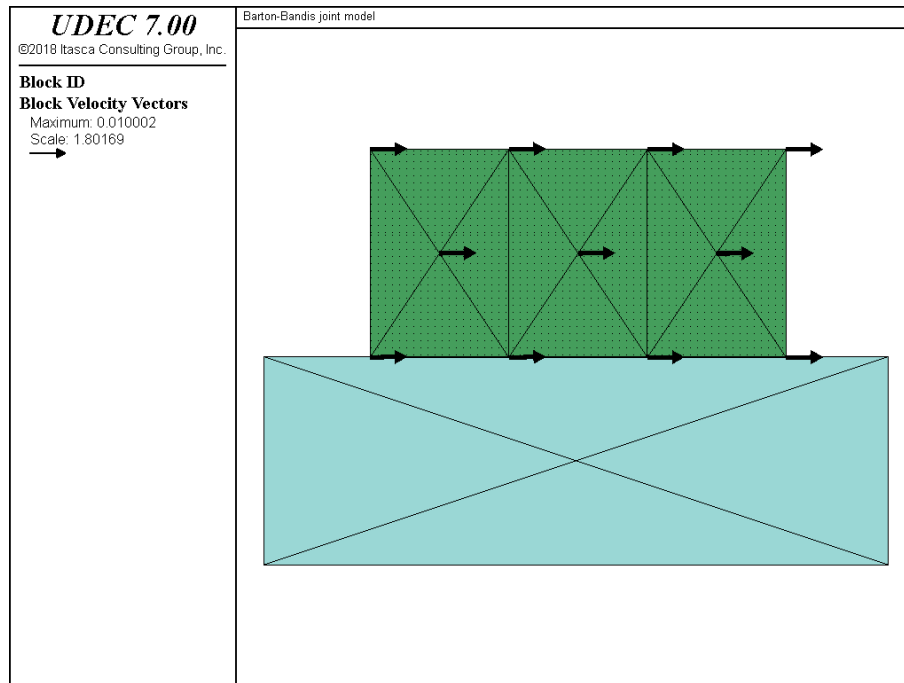 UDEC 7.00
©2018 Itasca Consulting Group, Inc.
Block ID
Block Velocity Vectors
Maximum: 0.010002
Scale: 1.80169
Barton-Bandis joint model